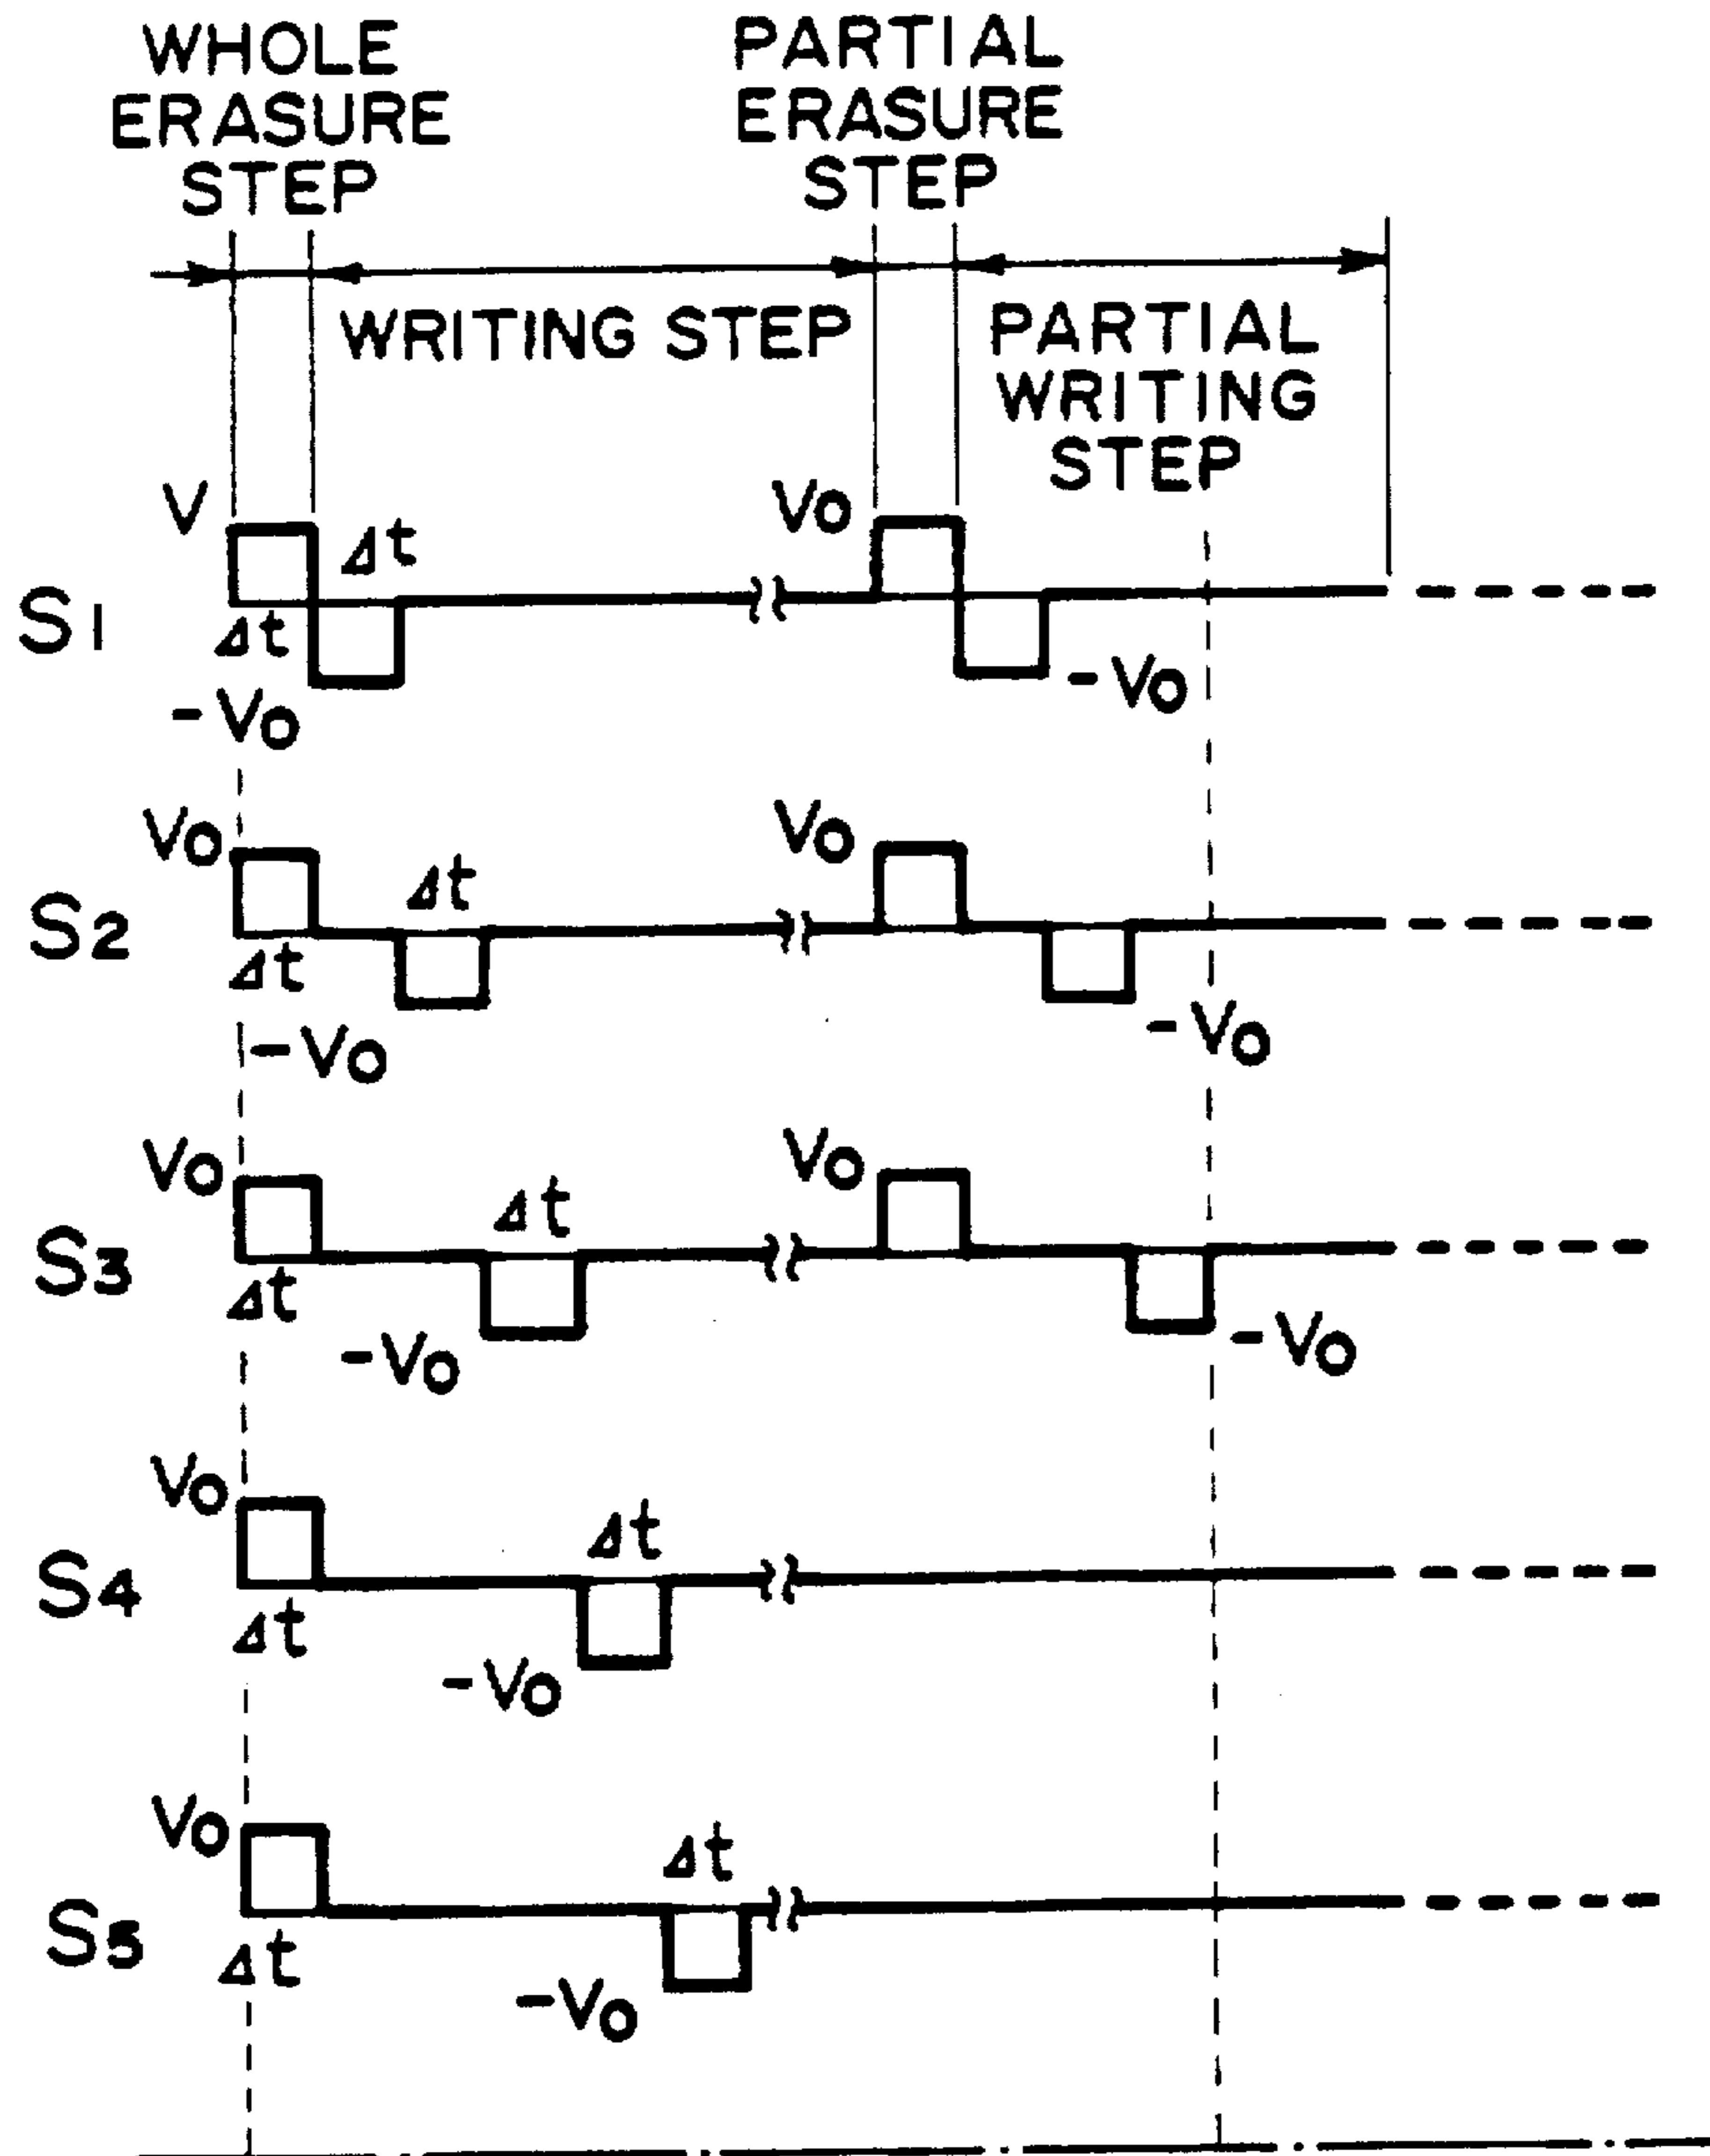 WHOLE
ERASURE
STEP
PARTIAL
ERASURE
STEP
WRITING STEP
PARTIAL
WRITING
STEP
V
Δt
Vo
S1
Δt
-Vo
-Vo
Vo
Δt
Vo
S2
Δt
-Vo
-Vo
Vo
Δt
Vo
S3
Δt
-Vo
-Vo
Vo
Δt
S4
Δt
-Vo
Vo
Δt
S5
Δt
-Vo